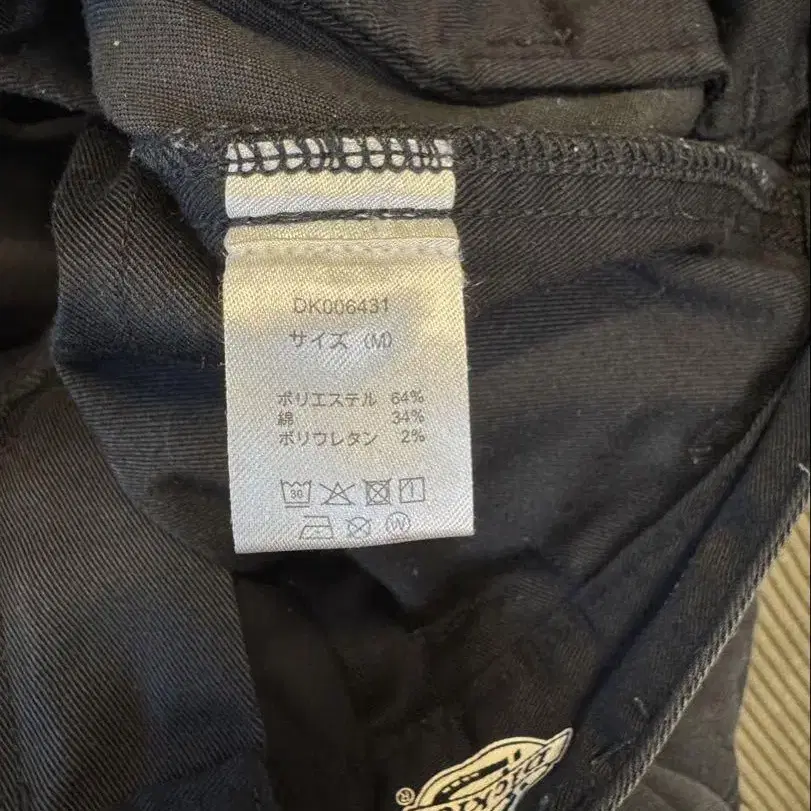 DK006431
サイズ (M)
ポリエステル 64%
綿 34%
ポリウレタン 2%
30
W
®